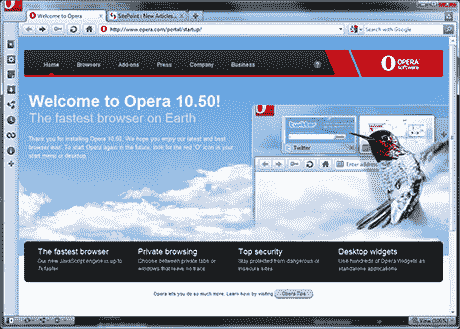 Welcome to Opera
SitePoint : New Articles,...
http://www.opera.com/portal/startup/
Search with Google
Home Browsers Add-ons Press Company Business
OPERA
software
Welcome to Opera 10.50!
The fastest browser on Earth
Thank you for installing Opera 10.50. We hope you enjoy our latest and best
browser ever. To start Opera again in the future, look for the red 'O' icon in your
start menu or desktop.
twitter
Twitter
Enter address
The fastest browser
Our new JavaScript engine is up to
7x faster
Private browsing
Choose between private tabs or
windows that leave no trace
Top security
Stay protected from dangerous or
insecure sites
Desktop widgets
Use hundreds of Opera Widgets as
standalone applications
Opera lets you do so much more. Learn how by visiting
Opera Tips
View (100%)